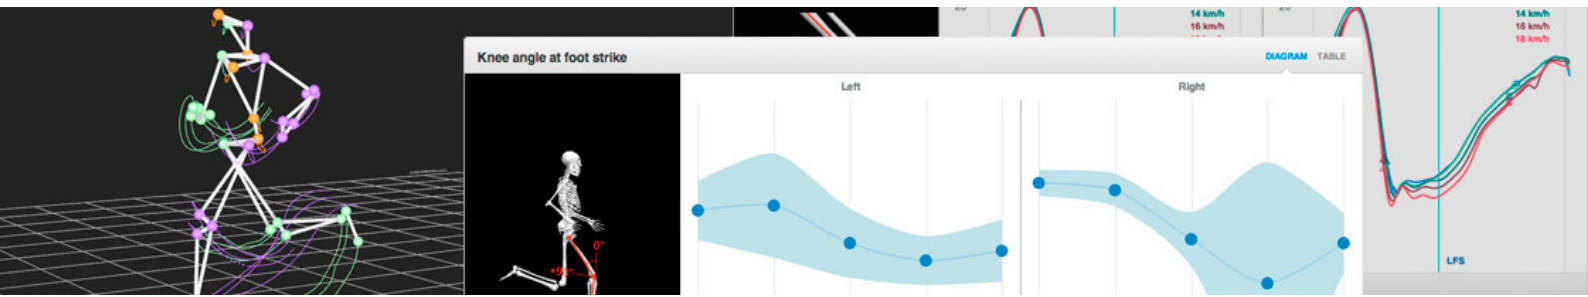 14 km/h
16 km/h
14 km/h
16 km/h
18 km/h
Knee angle at foot strike
DIAGRAM TABLE
Left
Right
0°
LFS